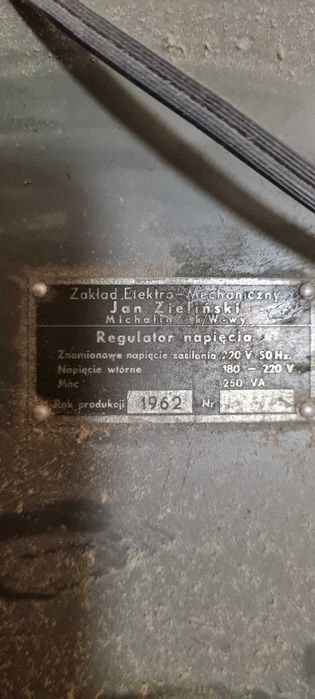 Zakład Elektro-Mechaniczny
Jan Zieliński
Michalin k/W-wy
Regulator napięcia
Znamionowe napięcie zasilania 220 V 50 Hz.
Napięcie wtórne 180 – 220 V
Moc 250 VA
Rok produkcji 1962 Nr